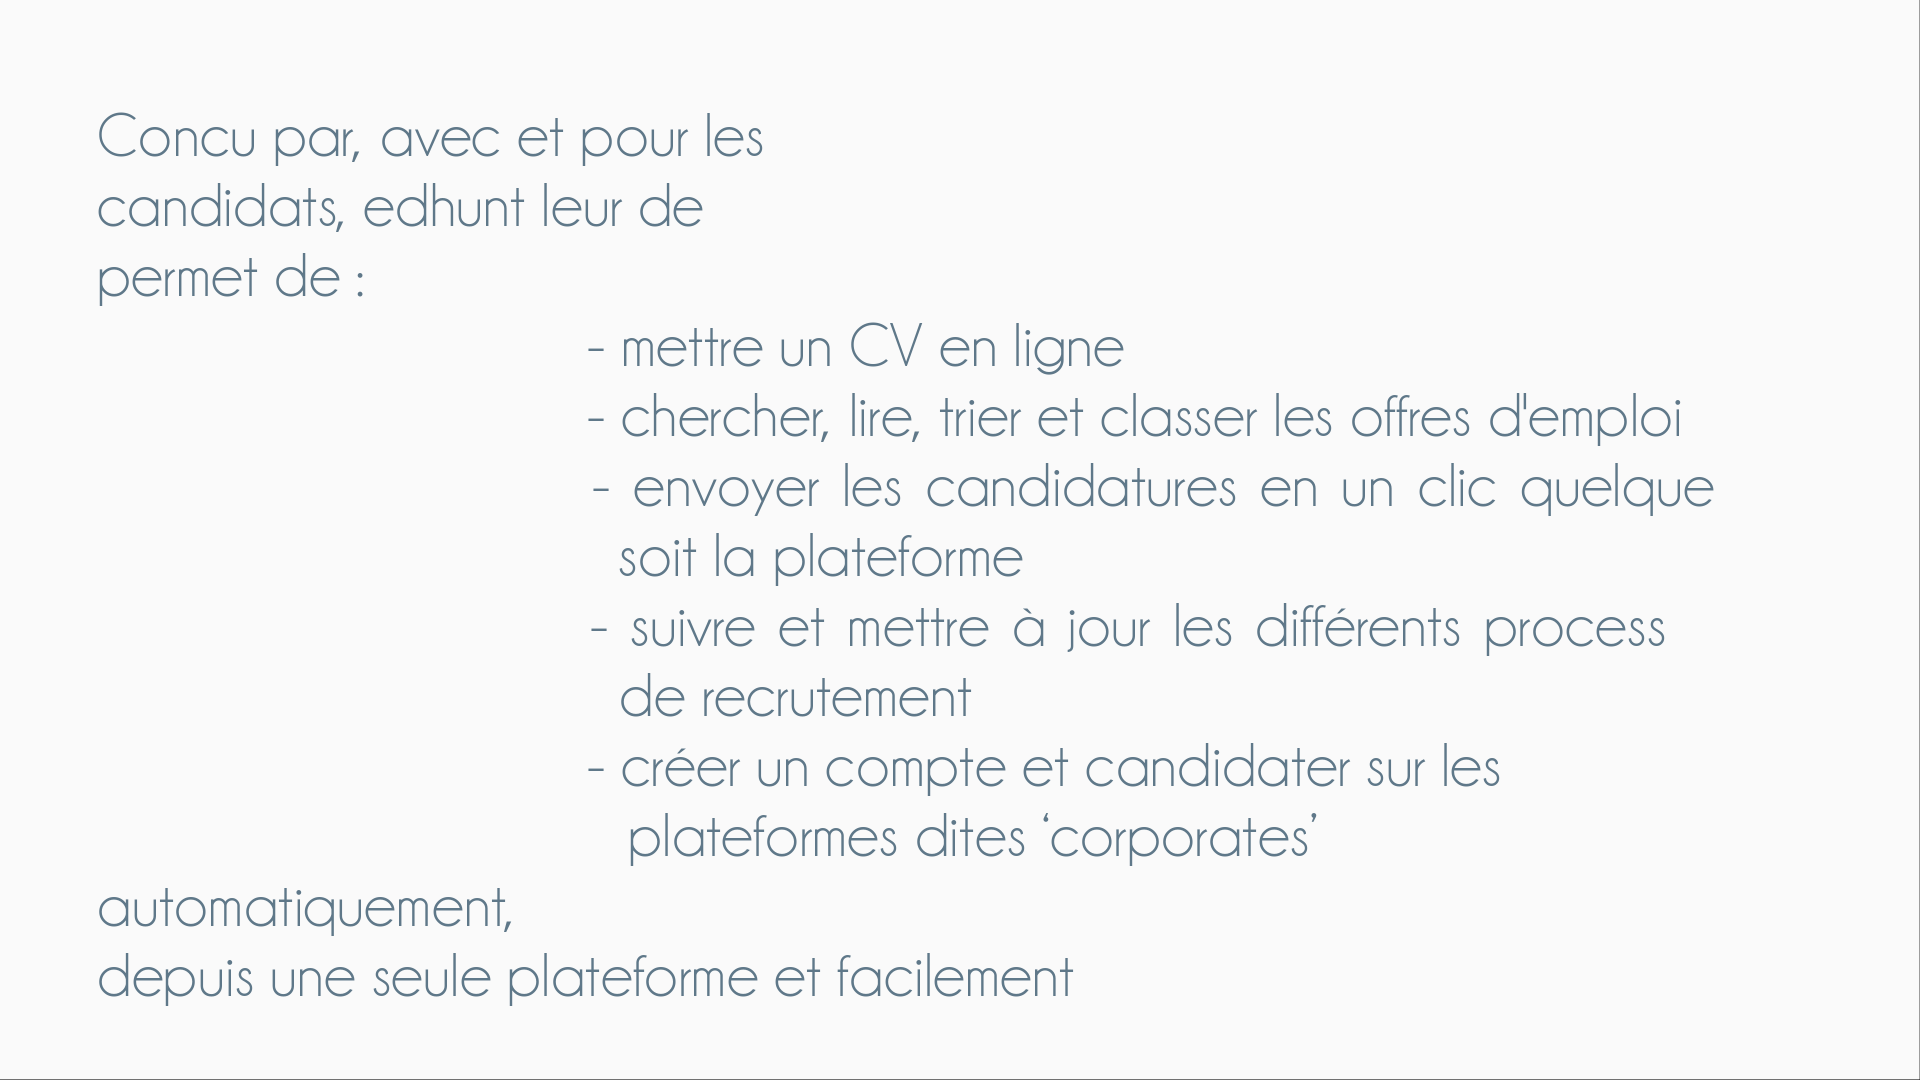 Concu par, avec et pour les
candidats, edhunt leur de
permet de :
- mettre un CV en ligne
- chercher, lire, trier et classer les offres d'emploi
- envoyer les candidatures en un clic quelque
soit la plateforme
- suivre et mettre à jour les différents process
de recrutement
- créer un compte et candidater sur les
plateformes dites ‘corporates’
automatiquement,
depuis une seule plateforme et facilement